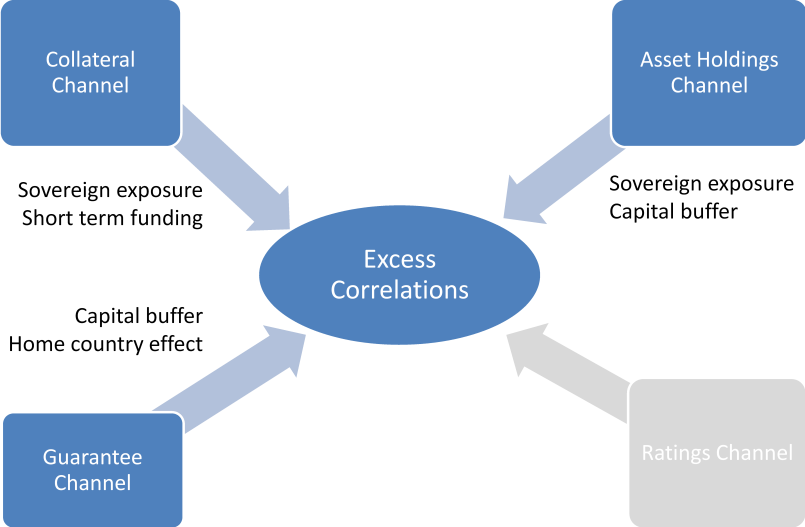 Collateral
Channel
Asset Holdings
Channel
Sovereign exposure
Short term funding
Sovereign exposure
Capital buffer
Excess
Correlations
Capital buffer
Home country effect
Guarantee
Channel
Ratings Channel